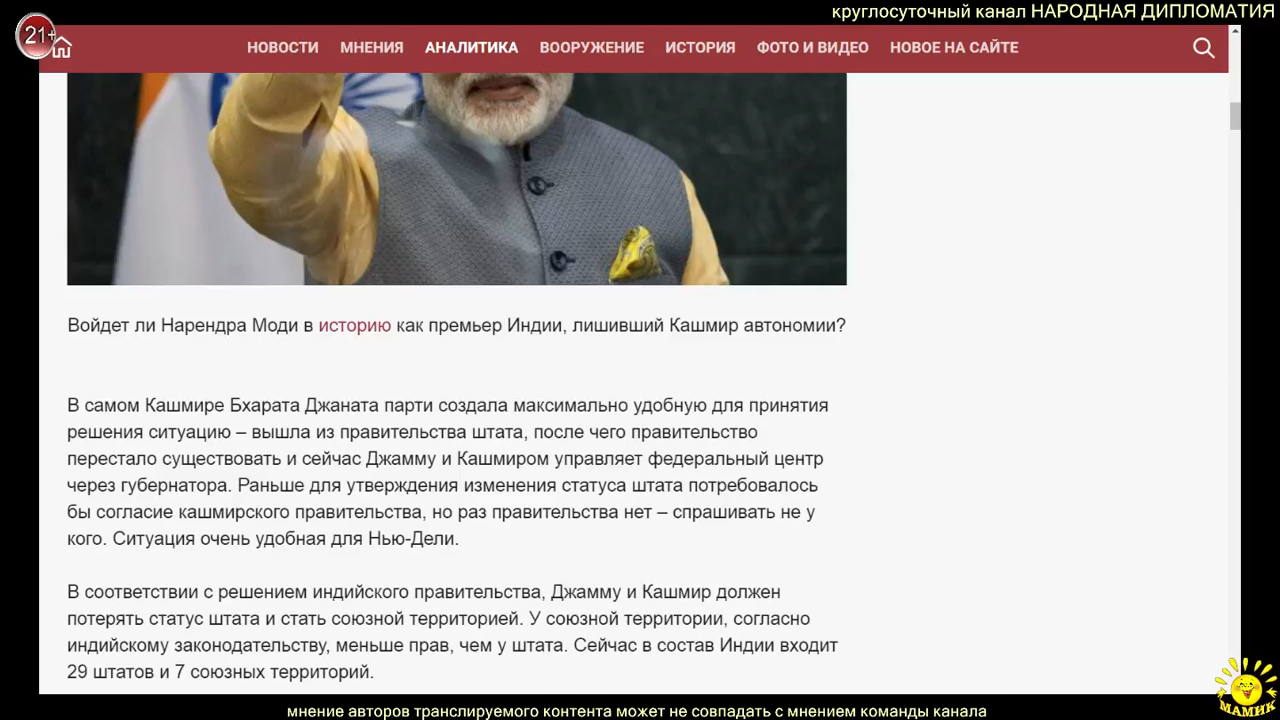 круглосуточный канал НАРОДНАЯ ДИПЛОМАТИЯ
21+
НОВОСТИ МНЕНИЯ АНАЛИТИКА ВООРУЖЕНИЕ ИСТОРИЯ ФОТО И ВИДЕО НОВОЕ НА САЙТЕ
Войдет ли Нарендра Моди в историю как премьер Индии, лишивший Кашмир автономии?
В самом Кашмире Бхарата Джаната парти создала максимально удобную для принятия
решения ситуацию – вышла из правительства штата, после чего правительство
перестало существовать и сейчас Джамму и Кашмиром управляет федеральный центр
через губернатора. Раньше для утверждения изменения статуса штата потребовалось
бы согласие кашмирского правительства, но раз правительства нет – спрашивать не у
кого. Ситуация очень удобная для Нью-Дели.
В соответствии с решением индийского правительства, Джамму и Кашмир должен
потерять статус штата и стать союзной территорией. У союзной территории, согласно
индийскому законодательству, меньше прав, чем у штата. Сейчас в состав Индии входит
29 штатов и 7 союзных территорий.
МАМИК
мнение авторов транслируемого контента может не совпадать с мнением команды канала